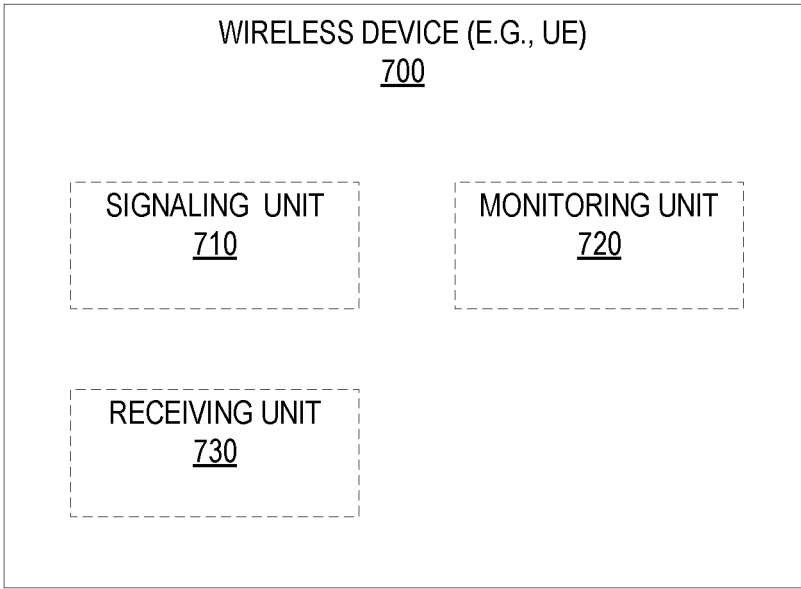 WIRELESS DEVICE (E.G., UE)
700
SIGNALING UNIT
710
MONITORING UNIT
720
RECEIVING UNIT
730